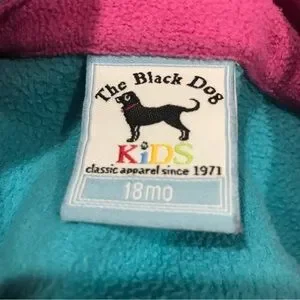 The Black Dog
KiDS
classic apparel since 1971
18mo